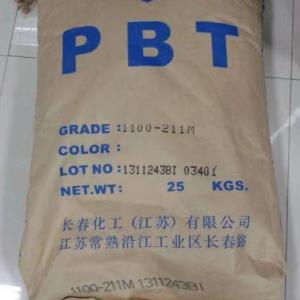 PBT
GRADE: 1100-211M
COLOR:
LOT NO: 1311243BI 0340f
NET.WT: 25 KGS.
长春化工（江苏）有限公司
江苏常熟沿江工业区长春路
1100-211M 1311243BI